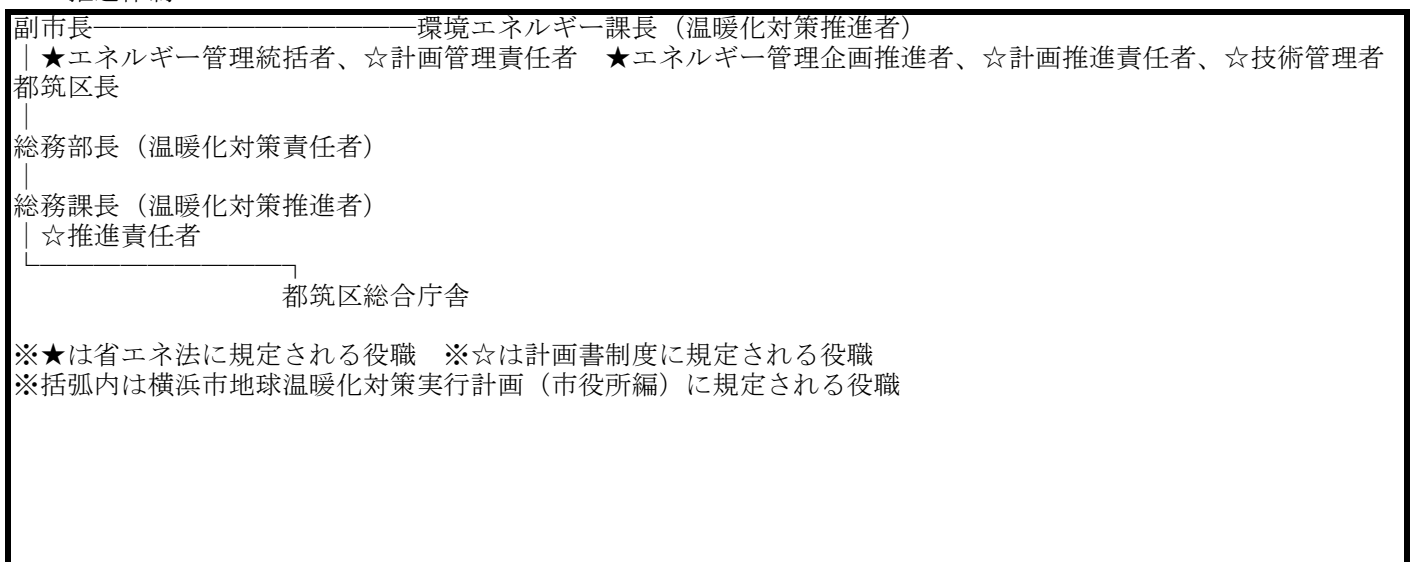 副市長────────────環境エネルギー課長（温暖化対策推進者）
｜★エネルギー管理統括者、☆計画管理責任者　★エネルギー管理企画推進者、☆計画推進責任者、☆技術管理者
都筑区長
｜
総務部長（温暖化対策責任者）
｜
総務課長（温暖化対策推進者）
｜☆推進責任者
└─────────┐
都筑区総合庁舎
※★は省エネ法に規定される役職　※☆は計画書制度に規定される役職
※括弧内は横浜市地球温暖化対策実行計画（市役所編）に規定される役職